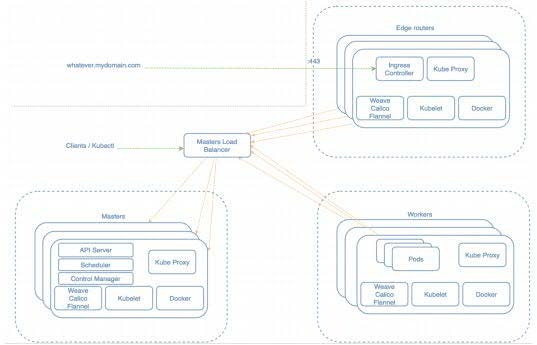 Edge routers
whatever.mydomain.com
:443
Ingress
Controller
Kube Proxy
Weave
Calico
Flannel
Kubelet
Docker
Clients / Kubectl
Masters Load
Balancer
Masters
API Server
Scheduler
Control Manager
Kube Proxy
Weave
Calico
Flannel
Kubelet
Docker
Workers
Pods
Kube Proxy
Weave
Calico
Flannel
Kubelet
Docker